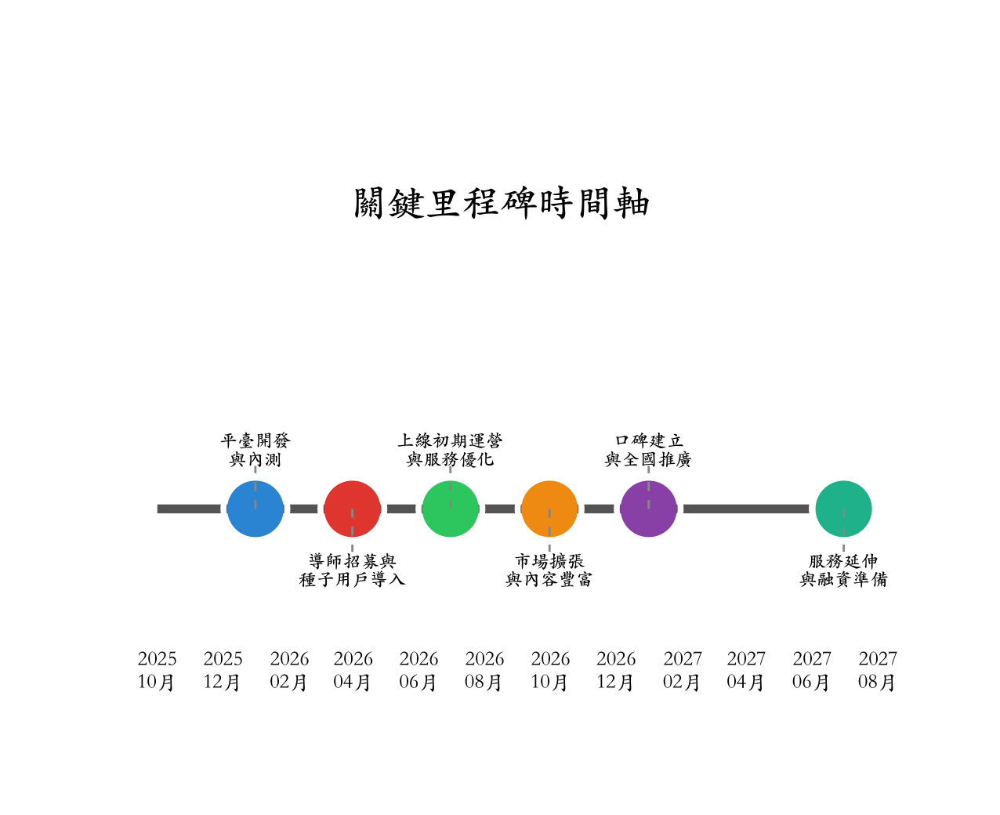 關鍵里程碑時間軸
平臺開發
與內測
上線初期運營
與服務優化
口碑建立
與全國推廣
導師招募與
種子用戶導入
市場擴張
與內容豐富
服務延伸
與融資準備
2025
10月
2025
12月
2026
02月
2026
04月
2026
06月
2026
08月
2026
10月
2026
12月
2027
02月
2027
04月
2027
06月
2027
08月